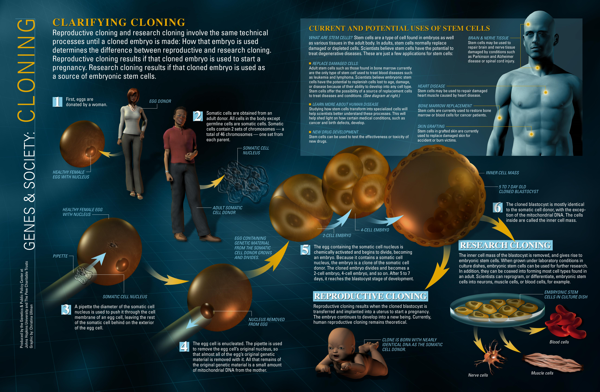 GENES & SOCIETY: CLONING
CLARIFYING CLONING
Reproductive cloning and research cloning involve the same technical
processes until a cloned embryo is made: How that embryo is used
determines the difference between reproductive and research cloning.
Reproductive cloning results if that cloned embryo is used to start a
pregnancy. Research cloning results if that cloned embryo is used as
a source of embryonic stem cells.
1
First, eggs are
donated by a woman.
EGG DONOR
HEALTHY FEMALE
EGG WITH NUCLEUS
2
Somatic cells are obtained from an
adult donor. All cells in the body except
germline cells are somatic cells. Somatic
cells contain 2 sets of chromosomes — a
total of 46 chromosomes — one set from
each parent.
SOMATIC CELL
NUCLEUS
ADULT SOMATIC
CELL DONOR
HEALTHY FEMALE EGG
WITH NUCLEUS
PIPETTE
SOMATIC CELL NUCLEUS
3
A pipette the diameter of the somatic cell
nucleus is used to push it through the cell
membrane of an egg cell, leaving the rest
of the somatic cell behind on the exterior
of the egg cell.
EGG CONTAINING
GENETIC MATERIAL
FROM THE SOMATIC
CELL DONOR GROWS
AND DIVIDES
NUCLEUS REMOVED
FROM EGG
4
The egg cell is enucleated. The pipette is used
to remove the egg cell's original nucleus, so
that almost all of the egg's original genetic
material is removed with it. All that remains of
the original genetic material is a small amount
of mitochondrial DNA from the mother.
CURRENT AND POTENTIAL USES OF STEM CELLS
WHAT ARE STEM CELLS? Stem cells are a type of cell found in embryos as well
as various tissues in the adult body. In adults, stem cells normally replace
damaged or depleted cells. Scientists believe stem cells have the potential to
treat degenerative diseases. These are just a few applications for stem cells:
• REPLACE DAMAGED CELLS
Adult stem cells such as those found in bone marrow currently
are the only type of stem cell used to treat blood diseases such
as leukemia and lymphoma. Scientists believe embryonic stem
cells have the potential to replenish cells lost to age, damage,
or disease because of their ability to develop into any cell type.
Stem cells offer the possibility of a source of replacement cells
to treat diseases and conditions. (See diagram at right.)
• LEARN MORE ABOUT HUMAN DISEASE
Studying how stem cells transform into specialized cells will
help scientists better understand these processes. This will
help shed light on how certain medical conditions, such as
cancer and birth defects, develop.
• NEW DRUG DEVELOPMENT
Stem cells can be used to test the effectiveness or toxicity of
new drugs.
BRAIN & NERVE TISSUE
Stem cells may be used to
repair brain and nerve tissue
damaged by conditions such
as Parkinson and Alzheimer
disease or spinal cord injury.
HEART DISEASE
Stem cells may be used to repair damaged
heart muscle caused by heart disease.
BONE MARROW REPLACEMENT
Stem cells are currently used to restore bone
marrow or blood cells for cancer patients.
SKIN GRAFTING
Stem cells in grafted skin are currently
used to replace damaged skin for
accident or burn victims.
2-CELL EMBRYO
4-CELL EMBRYO
INNER CELL MASS
5 TO 7 DAY OLD
CLONED BLASTOCYST
5
The egg containing the somatic cell nucleus is
chemically activated and begins to divide, becoming
an embryo. Because it contains a somatic cell
nucleus, the embryo is a clone of the somatic cell
donor. The cloned embryo divides and becomes a
2-cell embryo, 4-cell embryo, and so on. After 5 to 7
days, it reaches the blastocyst stage of development.
6
The cloned blastocyst is mostly identical
to the somatic cell donor, with the excep-
tion of the mitochondrial DNA. The cells
inside are called the inner cell mass.
REPRODUCTIVE CLONING
Reproductive cloning results when the cloned blastocyst is
transferred and implanted into a uterus to start a pregnancy.
The embryo continues to develop into a new being. Currently,
human reproductive cloning remains theoretical.
CLONE IS BORN WITH NEARLY
IDENTICAL DNA AS THE SOMATIC
CELL DONOR.
RESEARCH CLONING
The inner cell mass of the blastocyst is removed, and gives rise to
embryonic stem cells. When grown under laboratory conditions in
culture dishes, embryonic stem cells can be used for further research.
In addition, they can be coaxed into forming most cell types found in
an adult. Scientists can reprogram, or differentiate, embryonic stem
cells into neurons, muscle cells, or blood cells, for example.
EMBRYONIC STEM
CELLS IN CULTURE DISH
Blood cells
Nerve cells
Muscle cells